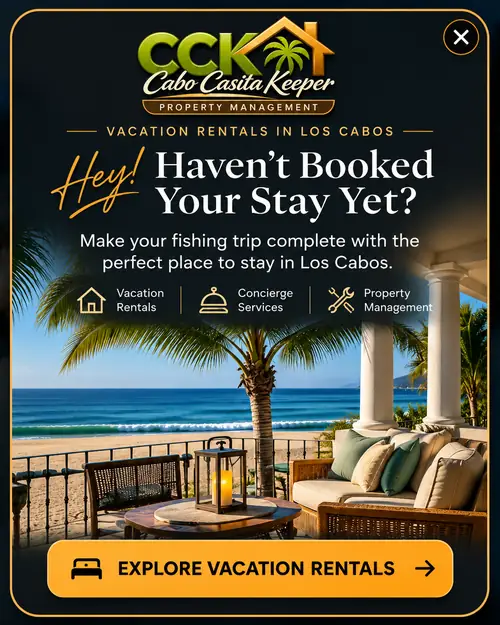 CCK
Cabo Casita Keeper
PROPERTY MANAGEMENT
VACATION RENTALS IN LOS CABOS
Hey! Haven't Booked
Your Stay Yet?
Make your fishing trip complete with the
perfect place to stay in Los Cabos.
Vacation
Rentals
Concierge
Services
Property
Management
EXPLORE VACATION RENTALS